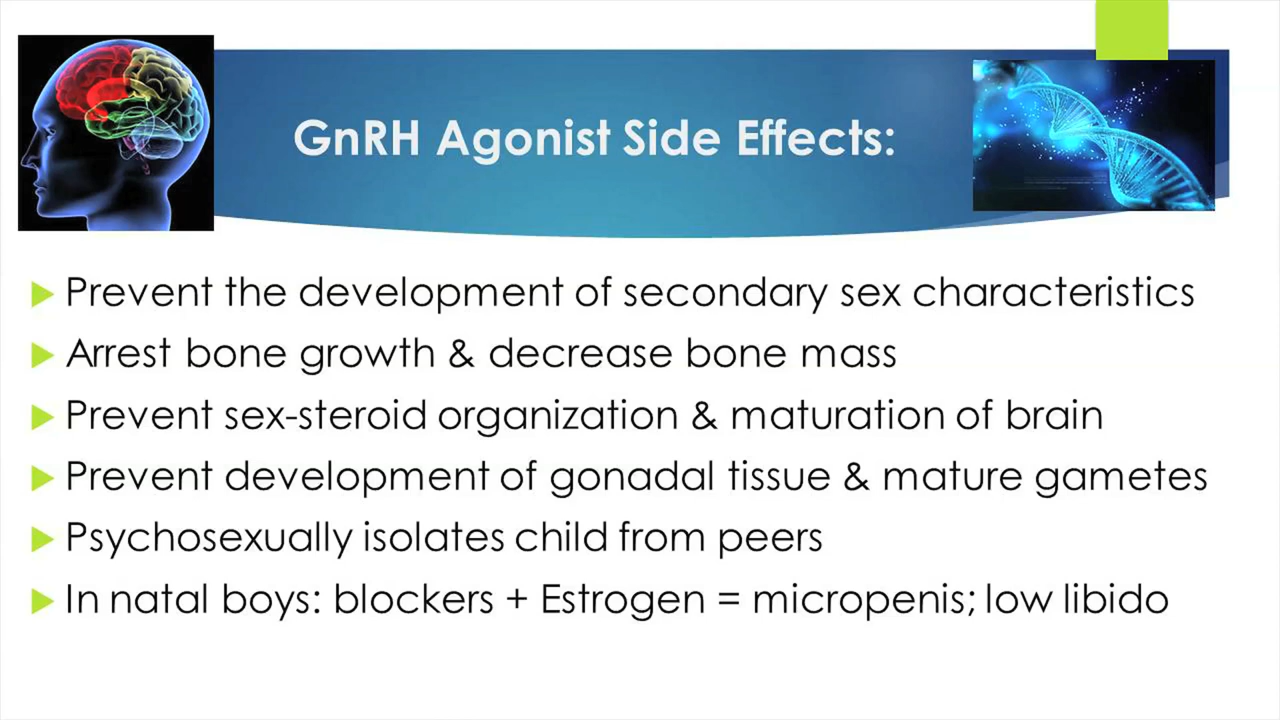 GnRH Agonist Side Effects:
Prevent the development of secondary sex characteristics
Arrest bone growth & decrease bone mass
Prevent sex-steroid organization & maturation of brain
Prevent development of gonadal tissue & mature gametes
Psychosexually isolates child from peers
In natal boys: blockers + Estrogen = micropenis; low libido